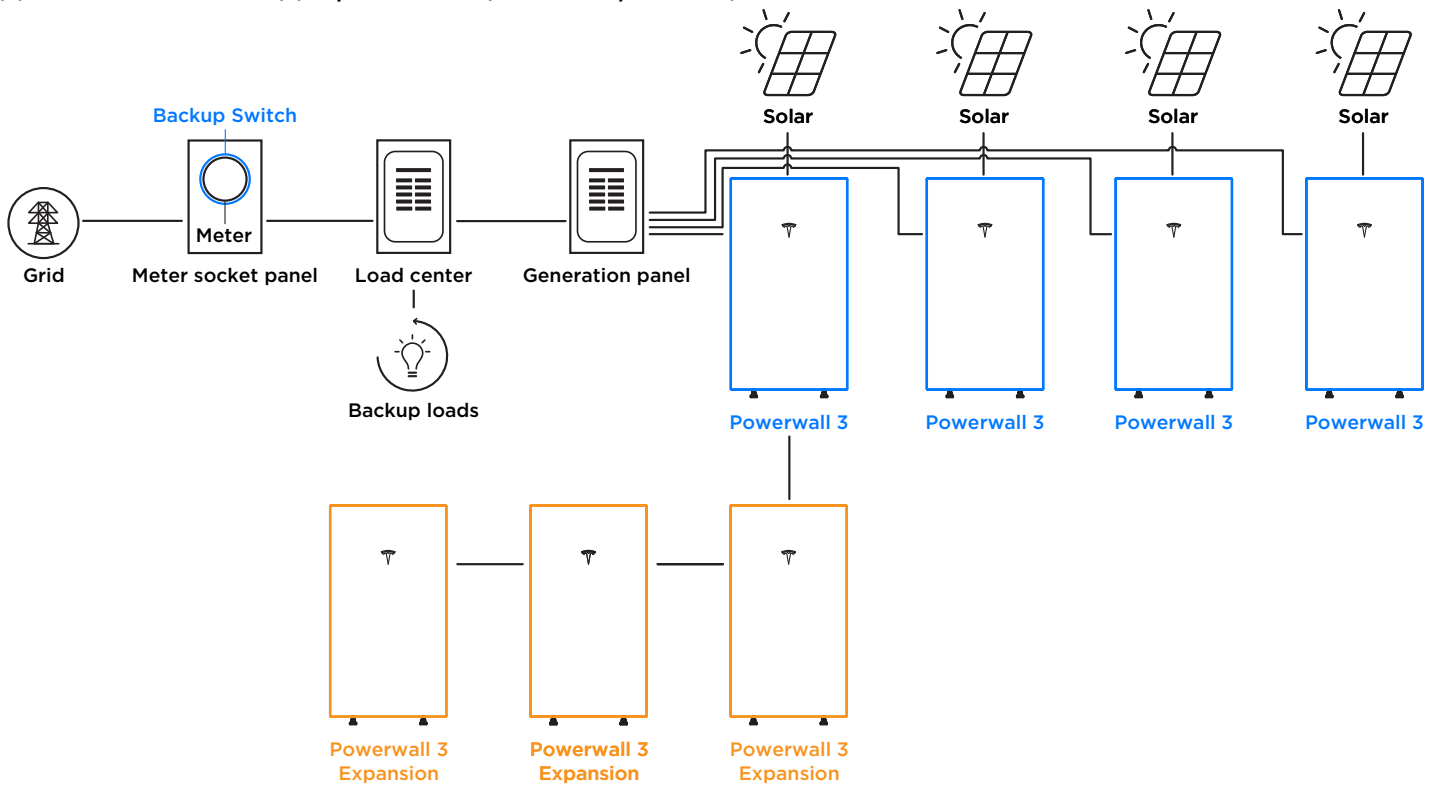 Solar
Solar
Solar
Solar
Backup Switch
Meter
Grid
Meter socket panel
Load center
Generation panel
Backup loads
Powerwall 3
Powerwall 3
Powerwall 3
Powerwall 3
Powerwall 3
Expansion
Powerwall 3
Expansion
Powerwall 3
Expansion